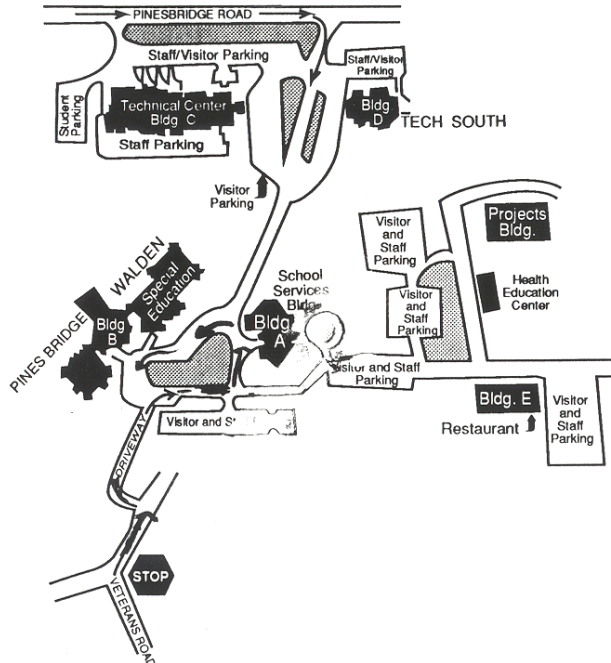 PINESBRIDGE ROAD
Staff/Visitor Parking
Staff/Visitor
Parking
Student
Parking
Technical Center
Bldg C
Bldg
D
TECH SOUTH
Staff Parking
Visitor
Parking
Visitor
and Staff
Parking
Projects
Bldg.
WALDEN
Special
Education
School
Services
Bldg.
Bldg
A
Visitor
and Staff
Parking
Health
Education
Center
PINES BRIDGE
Bldg
B
Visitor and Staff
Parking
Bldg. E
Restaurant
Visitor
and
Staff
Parking
Visitor and
DRIVEWAY
STOP
VETERANS ROAD